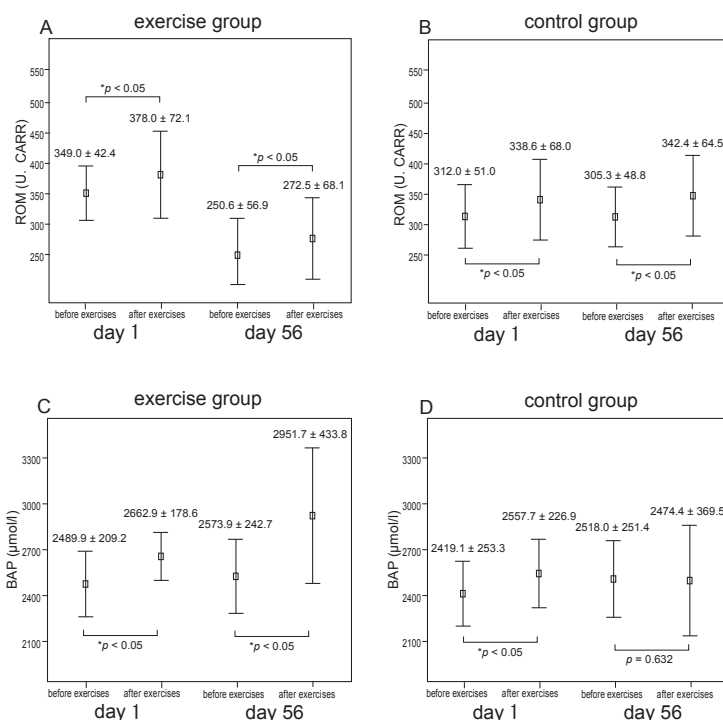 A
exercise group
ROM (U. CARR)
550
500
450
400
350
300
250
*p < 0.05
378.0 ± 72.1
349.0 ± 42.4
*p < 0.05
272.5 ± 68.1
250.6 ± 56.9
before exercises
after exercises
before exercises
after exercises
day 1
day 56
B
control group
ROM (U. CARR)
550
500
450
400
350
300
250
338.6 ± 68.0
342.4 ± 64.5
312.0 ± 51.0
305.3 ± 48.8
*p < 0.05
*p < 0.05
before exercises
after exercises
before exercises
after exercises
day 1
day 56
C
exercise group
BAP (µmol/l)
3300
3000
2700
2400
2100
2951.7 ± 433.8
2662.9 ± 178.6
2489.9 ± 209.2
2573.9 ± 242.7
*p < 0.05
*p < 0.05
before exercises
after exercises
before exercises
after exercises
day 1
day 56
D
control group
BAP (µmol/l)
3300
3000
2700
2400
2100
2557.7 ± 226.9
2474.4 ± 369.5
2419.1 ± 253.3
2518.0 ± 251.4
*p < 0.05
p = 0.632
before exercises
after exercises
before exercises
after exercises
day 1
day 56